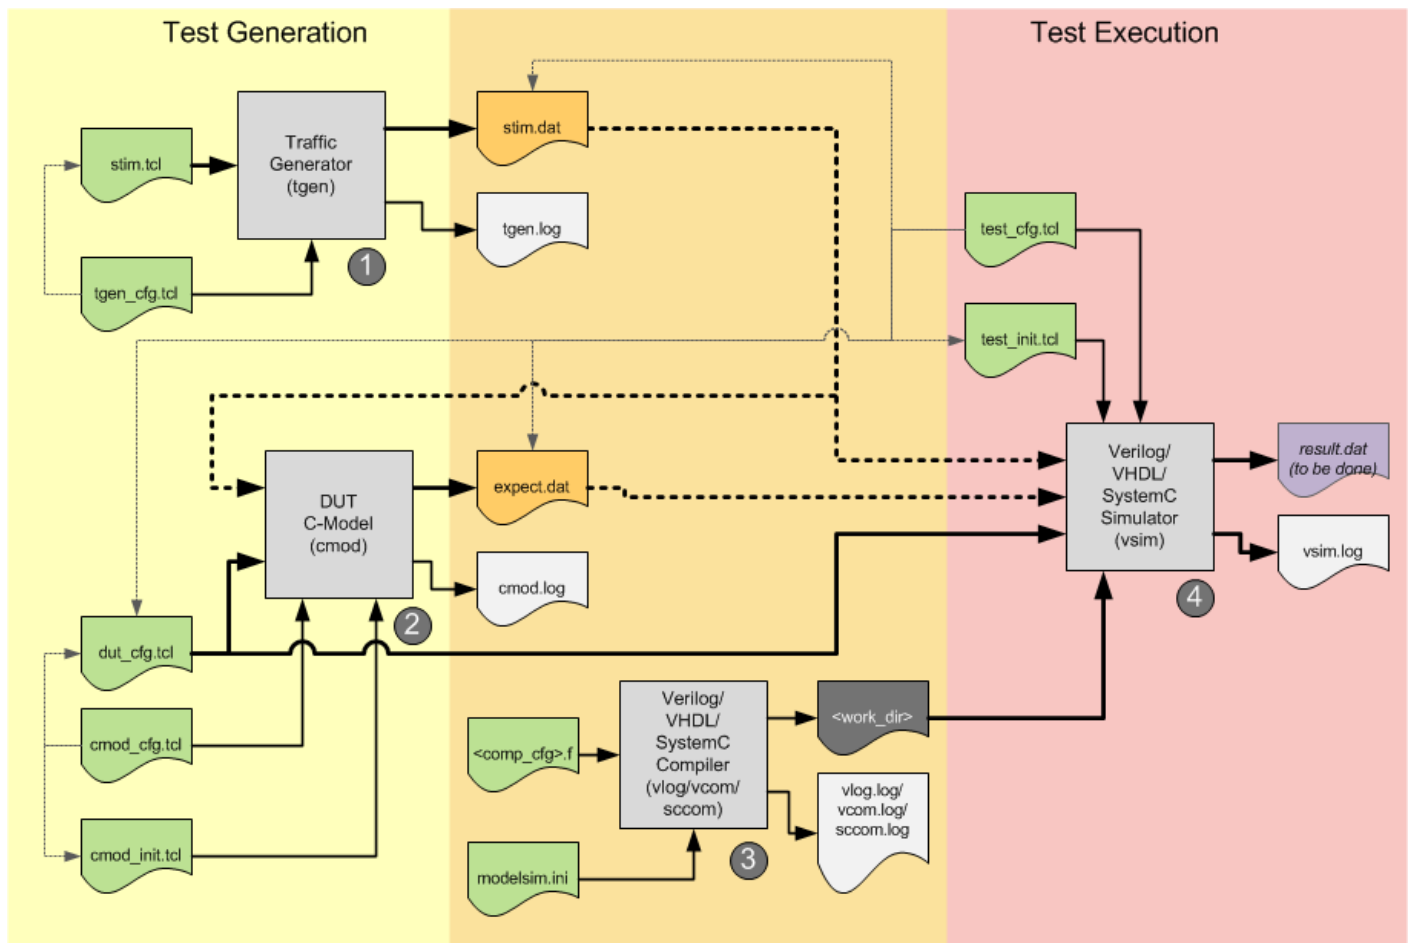 Test Generation
Test Execution
stim.tcl
Traffic
Generator
(tgen)
stim.dat
tgen.log
tgen_cfg.tcl
1
test_cfg.tcl
test_init.tcl
DUT
C-Model
(cmod)
expect.dat
cmod.log
2
Verilog/
VHDL/
SystemC
Simulator
(vsim)
result.dat
(to be done)
vsim.log
4
dut_cfg.tcl
cmod_cfg.tcl
cmod_init.tcl
<comp_cfg>.f
modelsim.ini
Verilog/
VHDL/
SystemC
Compiler
(vlog/vcom/
sccom)
3
<work_dir>
vlog.log/
vcom.log/
sccom.log